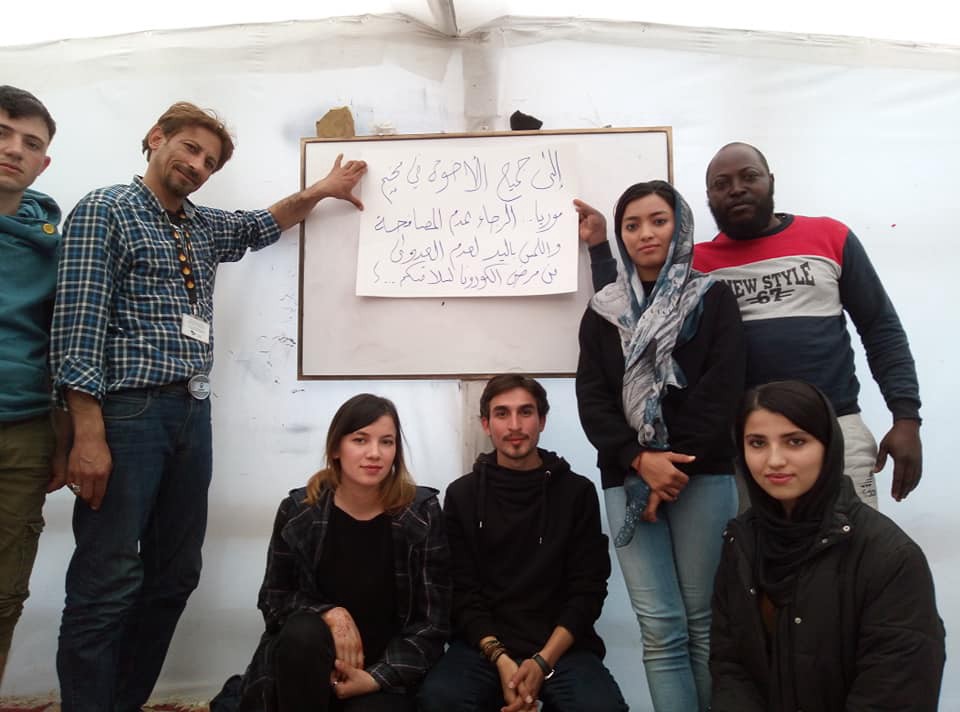 إلى جميع الأخوة في مخيم
موريا. الرجاء عدم المصافحة
واللمس باليد لعدم العدوى
من مرض الكورونا لسلامتكم ...؟
NEW STYLE
67